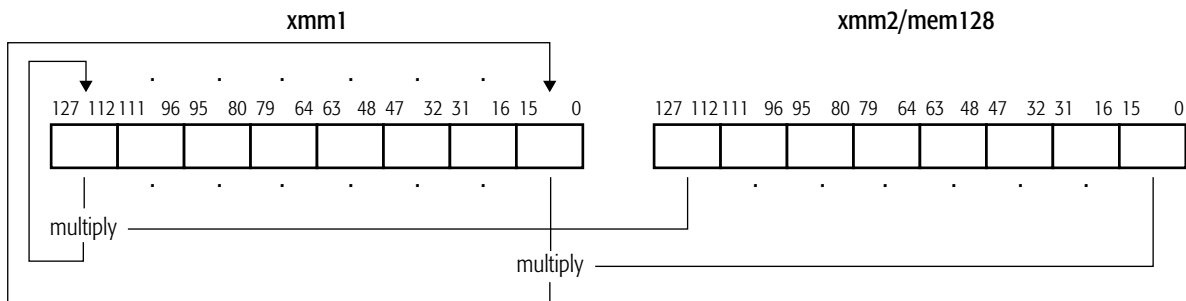 xmm1 xmm2/mem128
. . . . . . 
127 112 111 96 95 80 79 64 63 48 47 32 31 16 15 0 127 112 111 96 95 80 79 64 63 48 47 32 31 16 15 0
. . . . . . . . . . . .
multiply
multiply